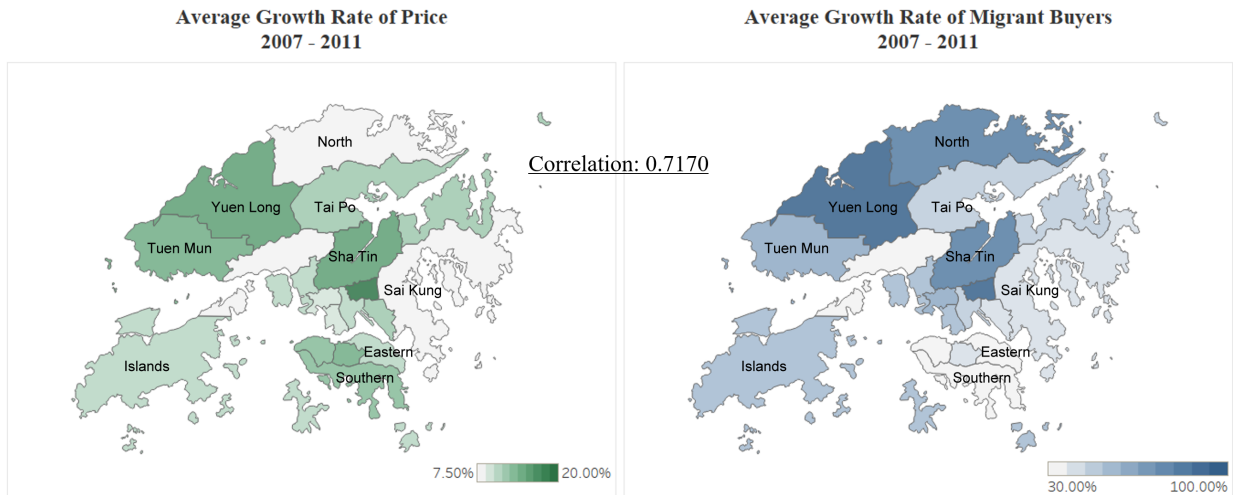 Average Growth Rate of Price
2007 - 2011
Average Growth Rate of Migrant Buyers
2007 - 2011
Correlation: 0.7170
North
Yuen Long
Tai Po
Tuen Mun
Sha Tin
Sai Kung
Islands
Eastern
Southern
7.50%
20.00%
North
Yuen Long
Tai Po
Tuen Mun
Sha Tin
Sai Kung
Islands
Eastern
Southern
30.00%
100.00%